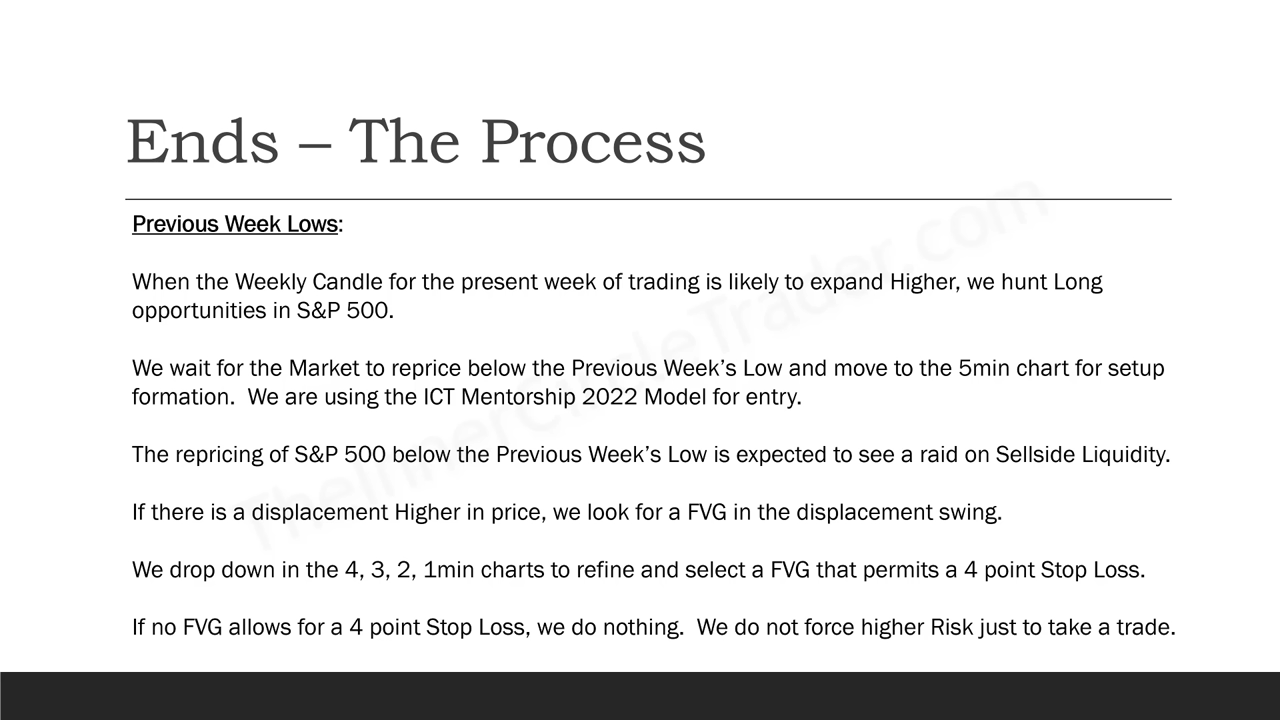 Ends – The Process
Previous Week Lows:
When the Weekly Candle for the present week of trading is likely to expand Higher, we hunt Long
opportunities in S&P 500.
We wait for the Market to reprice below the Previous Week’s Low and move to the 5min chart for setup
formation.  We are using the ICT Mentorship 2022 Model for entry.
The repricing of S&P 500 below the Previous Week’s Low is expected to see a raid on Sellside Liquidity.
If there is a displacement Higher in price, we look for a FVG in the displacement swing.
We drop down in the 4, 3, 2, 1min charts to refine and select a FVG that permits a 4 point Stop Loss.
If no FVG allows for a 4 point Stop Loss, we do nothing.  We do not force higher Risk just to take a trade.
TheInnerCircleTrader.com